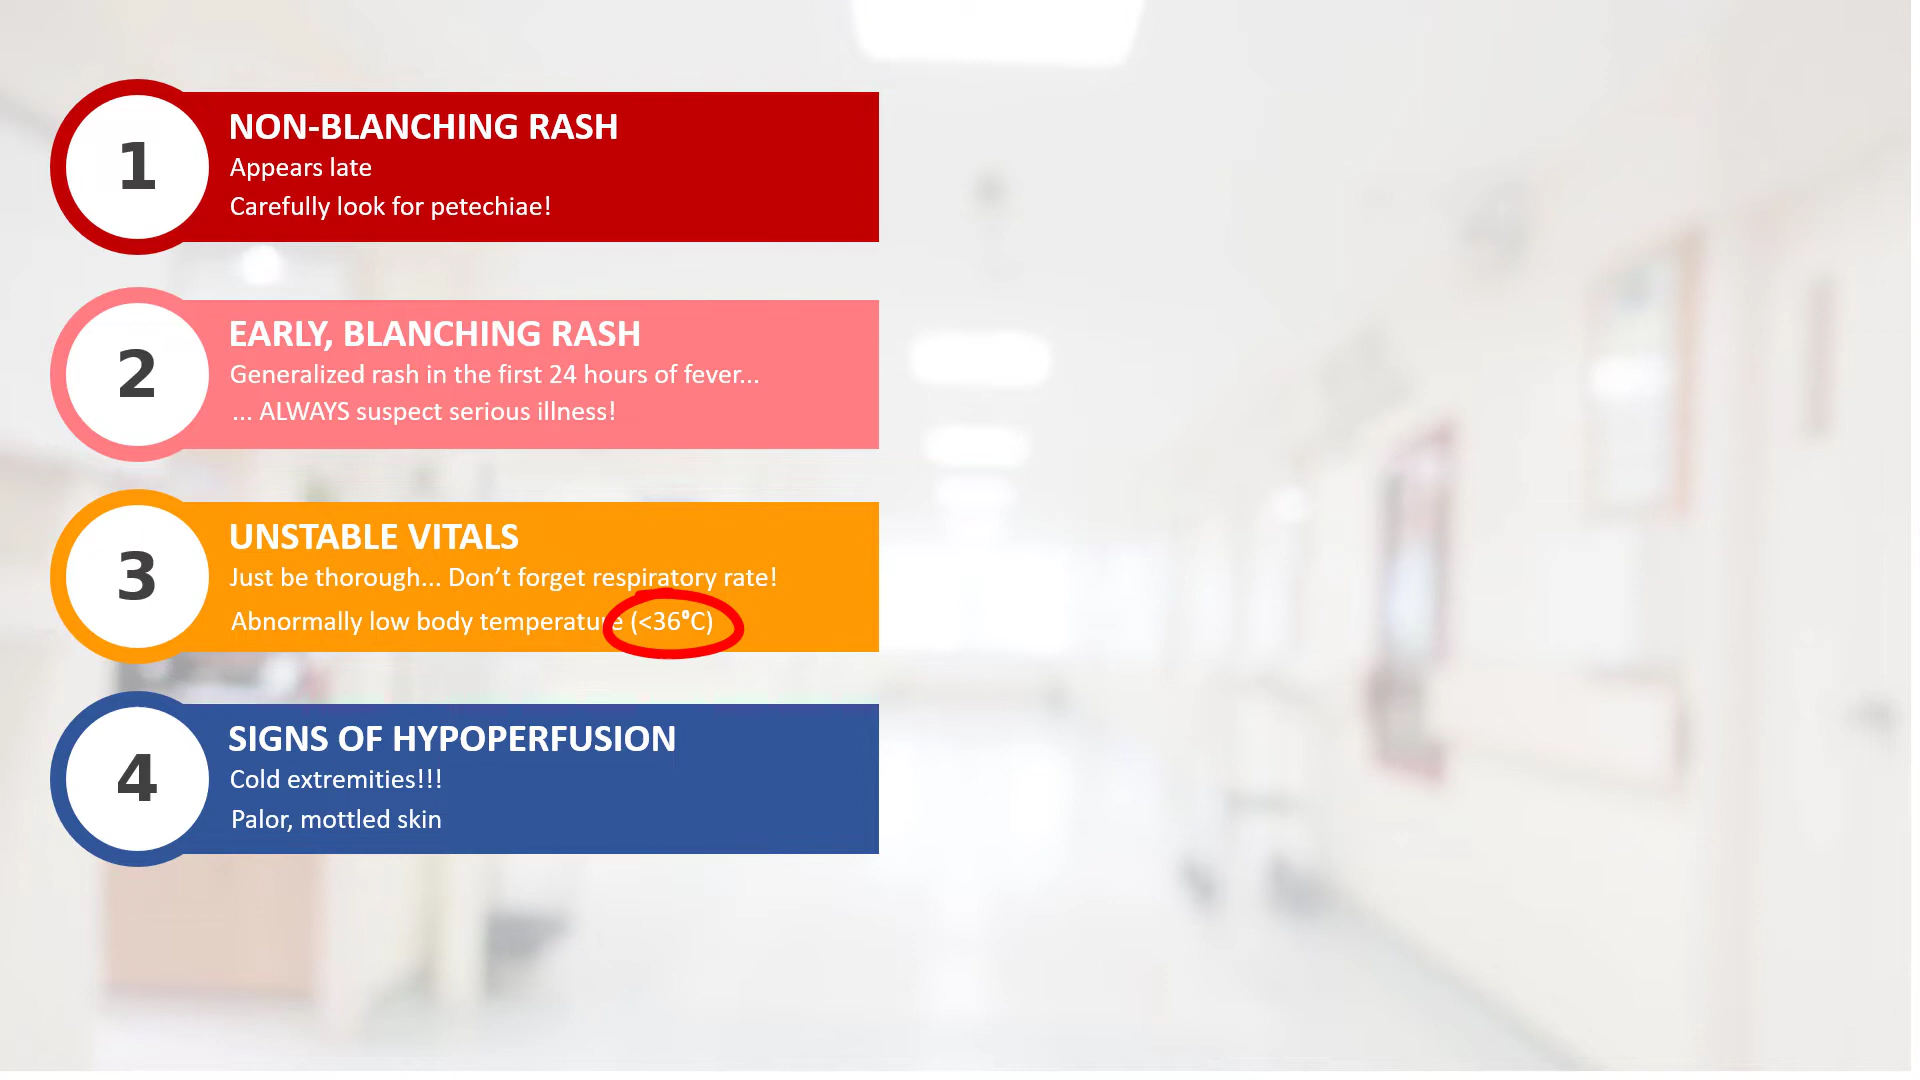 1
NON-BLANCHING RASH
Appears late
Carefully look for petechiae!
2
EARLY, BLANCHING RASH
Generalized rash in the first 24 hours of fever...
... ALWAYS suspect serious illness!
3
UNSTABLE VITALS
Just be thorough... Don’t forget respiratory rate!
Abnormally low body temperature (<36°C)
4
SIGNS OF HYPOPERFUSION
Cold extremities!!!
Palor, mottled skin